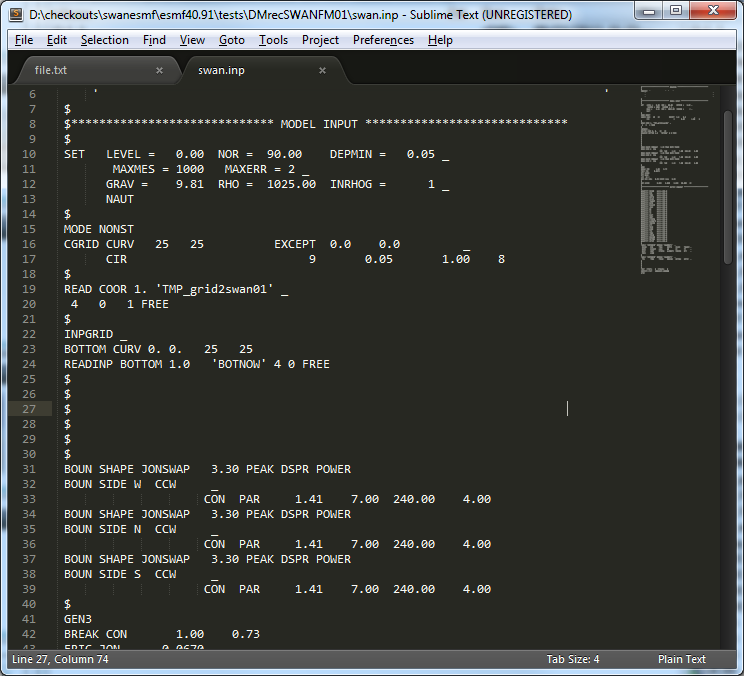 D:\checkouts\swanesmf\esmf40.91\tests\DMrecSWANFM01\swan.inp - Sublime Text (UNREGISTERED)
File Edit Selection Find View Goto Tools Project Preferences Help
file.txt × swan.inp ×
6 ' '
7 $
8 $***************************** MODEL INPUT *****************************
9 $
10 SET LEVEL = 0.00 NOR = 90.00 DEPMIN = 0.05 _
11 MAXMES = 1000 MAXERR = 2 _
12 GRAV = 9.81 RHO = 1025.00 INRHOG = 1 _
13 NAUT
14 $
15 MODE NONST
16 CGRID CURV 25 25 EXCEPT 0.0 0.0 _
17 CIR 9 0.05 1.00 8
18 $
19 READ COOR 1. 'TMP_grid2swan01' _
20 4 0 1 FREE
21 $
22 INPGRID _
23 BOTTOM CURV 0. 0. 25 25
24 READINP BOTTOM 1.0 'BOTNOW' 4 0 FREE
25 $
26 $
27 $
28 $
29 $
30 $
31 BOUN SHAPE JONSWAP 3.30 PEAK DSPR POWER
32 BOUN SIDE W CCW _
33 CON PAR 1.41 7.00 240.00 4.00
34 BOUN SHAPE JONSWAP 3.30 PEAK DSPR POWER
35 BOUN SIDE N CCW _
36 CON PAR 1.41 7.00 240.00 4.00
37 BOUN SHAPE JONSWAP 3.30 PEAK DSPR POWER
38 BOUN SIDE S CCW _
39 CON PAR 1.41 7.00 240.00 4.00
40 $
41 GEN3
42 BREAK CON 1.00 0.73
43 FRIC JON 0.0670
Line 27, Column 74 Tab Size: 4 Plain Text